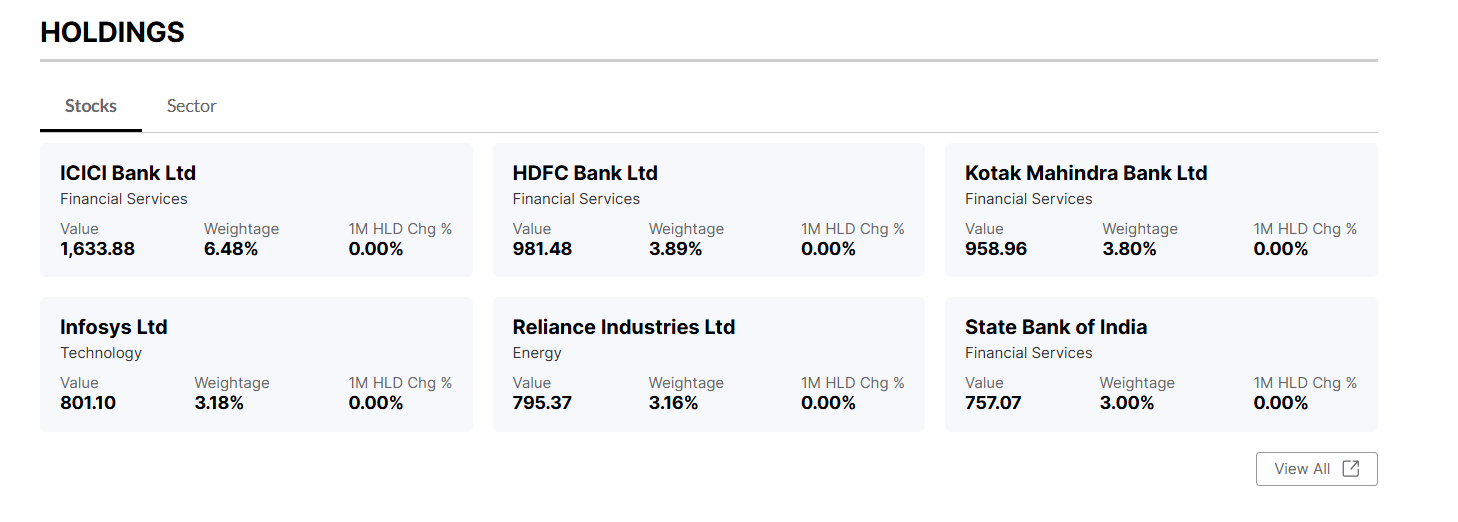 HOLDINGS
Stocks Sector
ICICI Bank Ltd
Financial Services
Value Weightage 1M HLD Chg %
1,633.88 6.48% 0.00%
HDFC Bank Ltd
Financial Services
Value Weightage 1M HLD Chg %
981.48 3.89% 0.00%
Kotak Mahindra Bank Ltd
Financial Services
Value Weightage 1M HLD Chg %
958.96 3.80% 0.00%
Infosys Ltd
Technology
Value Weightage 1M HLD Chg %
801.10 3.18% 0.00%
Reliance Industries Ltd
Energy
Value Weightage 1M HLD Chg %
795.37 3.16% 0.00%
State Bank of India
Financial Services
Value Weightage 1M HLD Chg %
757.07 3.00% 0.00%
View All